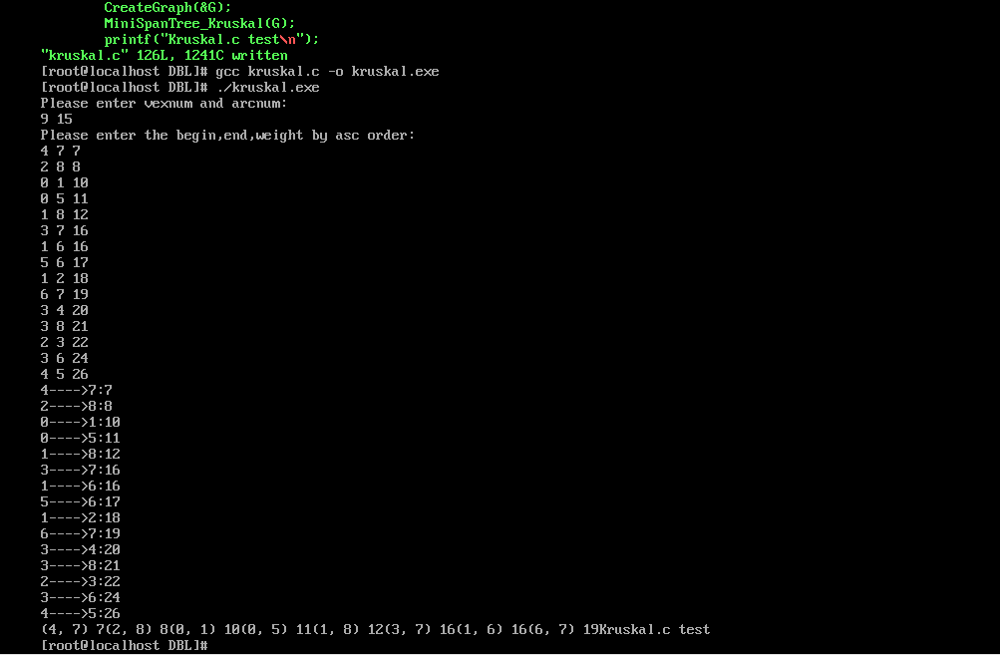 CreateGraph(&G);
MiniSpanTree_Kruskal(G);
printf("Kruskal.c test\n");
"kruskal.c" 126L, 1241C written
[root@localhost DBL]# gcc kruskal.c -o kruskal.exe
[root@localhost DBL]# ./kruskal.exe
Please enter vexnum and arcnum:
9 15
Please enter the begin,end,weight by asc order:
4 7 7
2 8 8
0 1 10
0 5 11
1 8 12
3 7 16
1 6 16
5 6 17
1 2 18
6 7 19
3 4 20
3 8 21
2 3 22
3 6 24
4 5 26
4---->7:7
2---->8:8
0---->1:10
0---->5:11
1---->8:12
3---->7:16
1---->6:16
5---->6:17
1---->2:18
6---->7:19
3---->4:20
3---->8:21
2---->3:22
3---->6:24
4---->5:26
(4, 7) 7(2, 8) 8(0, 1) 10(0, 5) 11(1, 8) 12(3, 7) 16(1, 6) 16(6, 7) 19Kruskal.c test
[root@localhost DBL]#